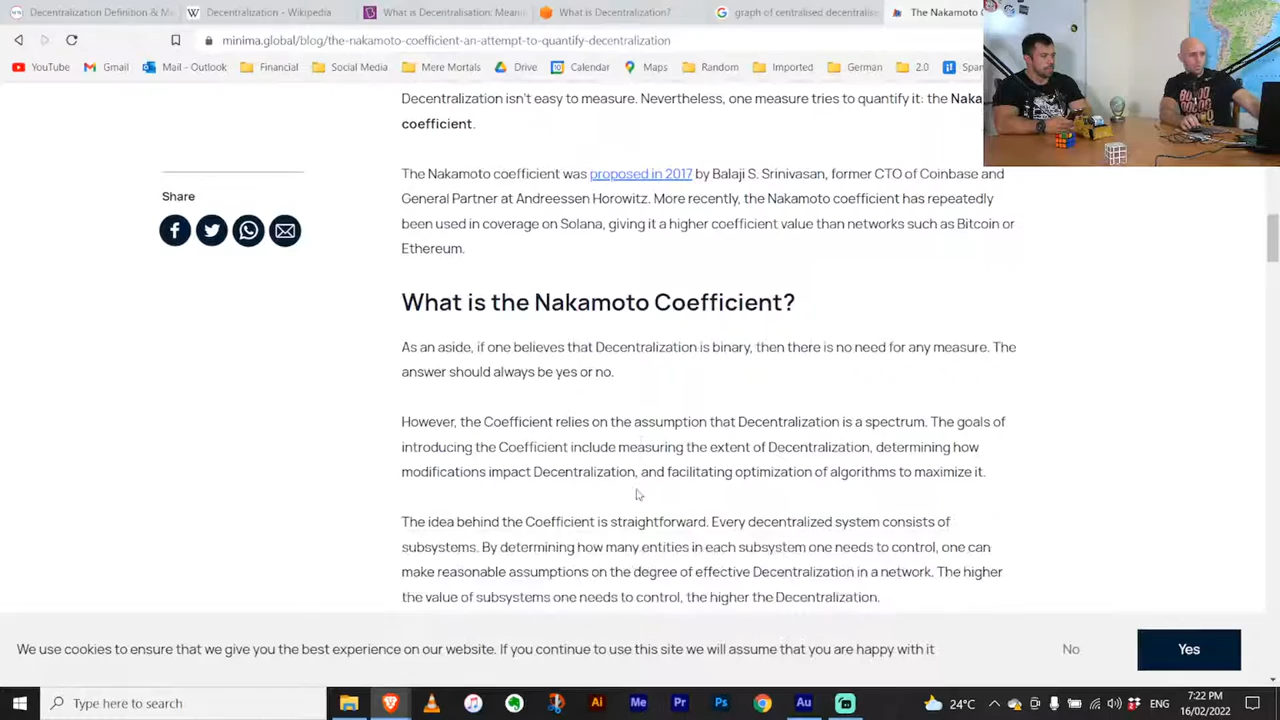 Decentralization Definition & M
Decentralization - Wikipedia
What is Decentralisation: Meani
What is Decentralization?
graph of centralised decentralise
The Nakamoto C
minima.global/blog/the-nakamoto-coefficient-an-attempt-to-quantify-decentralization
YouTube
Gmail
Mail - Outlook
Financial
Social Media
Mere Mortals
Drive
Calendar
Maps
Random
Imported
German
2.0
Span
Decentralization isn't easy to measure. Nevertheless, one measure tries to quantify it: the Naka
coefficient.
The Nakamoto coefficient was proposed in 2017 by Balaji S. Srinivasan, former CTO of Coinbase and
General Partner at Andreessen Horowitz. More recently, the Nakamoto coefficient has repeatedly
been used in coverage on Solana, giving it a higher coefficient value than networks such as Bitcoin or
Ethereum.
Share
What is the Nakamoto Coefficient?
As an aside, if one believes that Decentralization is binary, then there is no need for any measure. The
answer should always be yes or no.
However, the Coefficient relies on the assumption that Decentralization is a spectrum. The goals of
introducing the Coefficient include measuring the extent of Decentralization, determining how
modifications impact Decentralization, and facilitating optimization of algorithms to maximize it.
The idea behind the Coefficient is straightforward. Every decentralized system consists of
subsystems. By determining how many entities in each subsystem one needs to control, one can
make reasonable assumptions on the degree of effective Decentralization in a network. The higher
the value of subsystems one needs to control, the higher the Decentralization.
We use cookies to ensure that we give you the best experience on our website. If you continue to use this site we will assume that you are happy with it
No
Yes
Type here to search
Ai
Me
Pr
Ps
Au
24°C
ENG
7:22 PM
16/02/2022